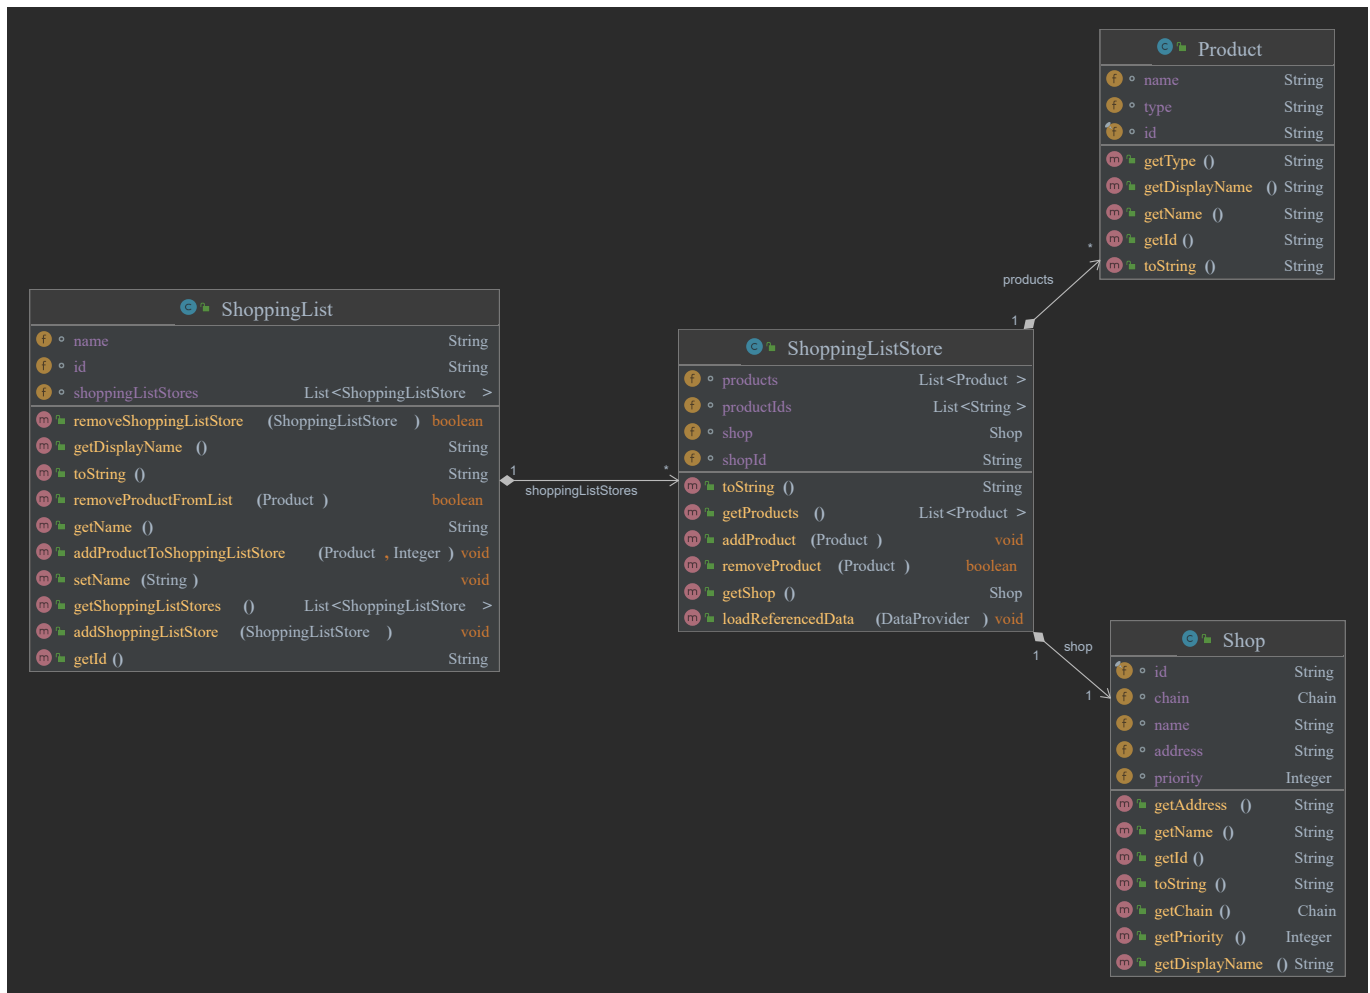 Product
name String
type String
id String
getType () String
getDisplayName () String
getName () String
getId () String
toString () String
*
products
1
ShoppingList
name String
id String
shoppingListStores List<ShoppingListStore >
removeShoppingListStore (ShoppingListStore ) boolean
getDisplayName () String
toString () String
removeProductFromList (Product ) boolean
getName () String
addProductToShoppingListStore (Product , Integer ) void
setName (String ) void
getShoppingListStores () List<ShoppingListStore >
addShoppingListStore (ShoppingListStore ) void
getId () String
1
*
shoppingListStores
ShoppingListStore
products List<Product >
productIds List<String >
shop Shop
shopId String
toString () String
getProducts () List<Product >
addProduct (Product ) void
removeProduct (Product ) boolean
getShop () Shop
loadReferencedData (DataProvider ) void
1
shop
1
Shop
id String
chain Chain
name String
address String
priority Integer
getAddress () String
getName () String
getId () String
toString () String
getChain () Chain
getPriority () Integer
getDisplayName () String